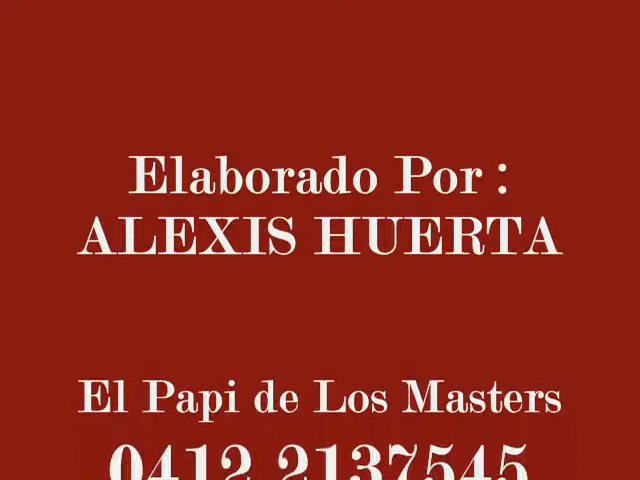 Elaborado Por :
ALEXIS HUERTA
El Papi de Los Masters
0412 2137545